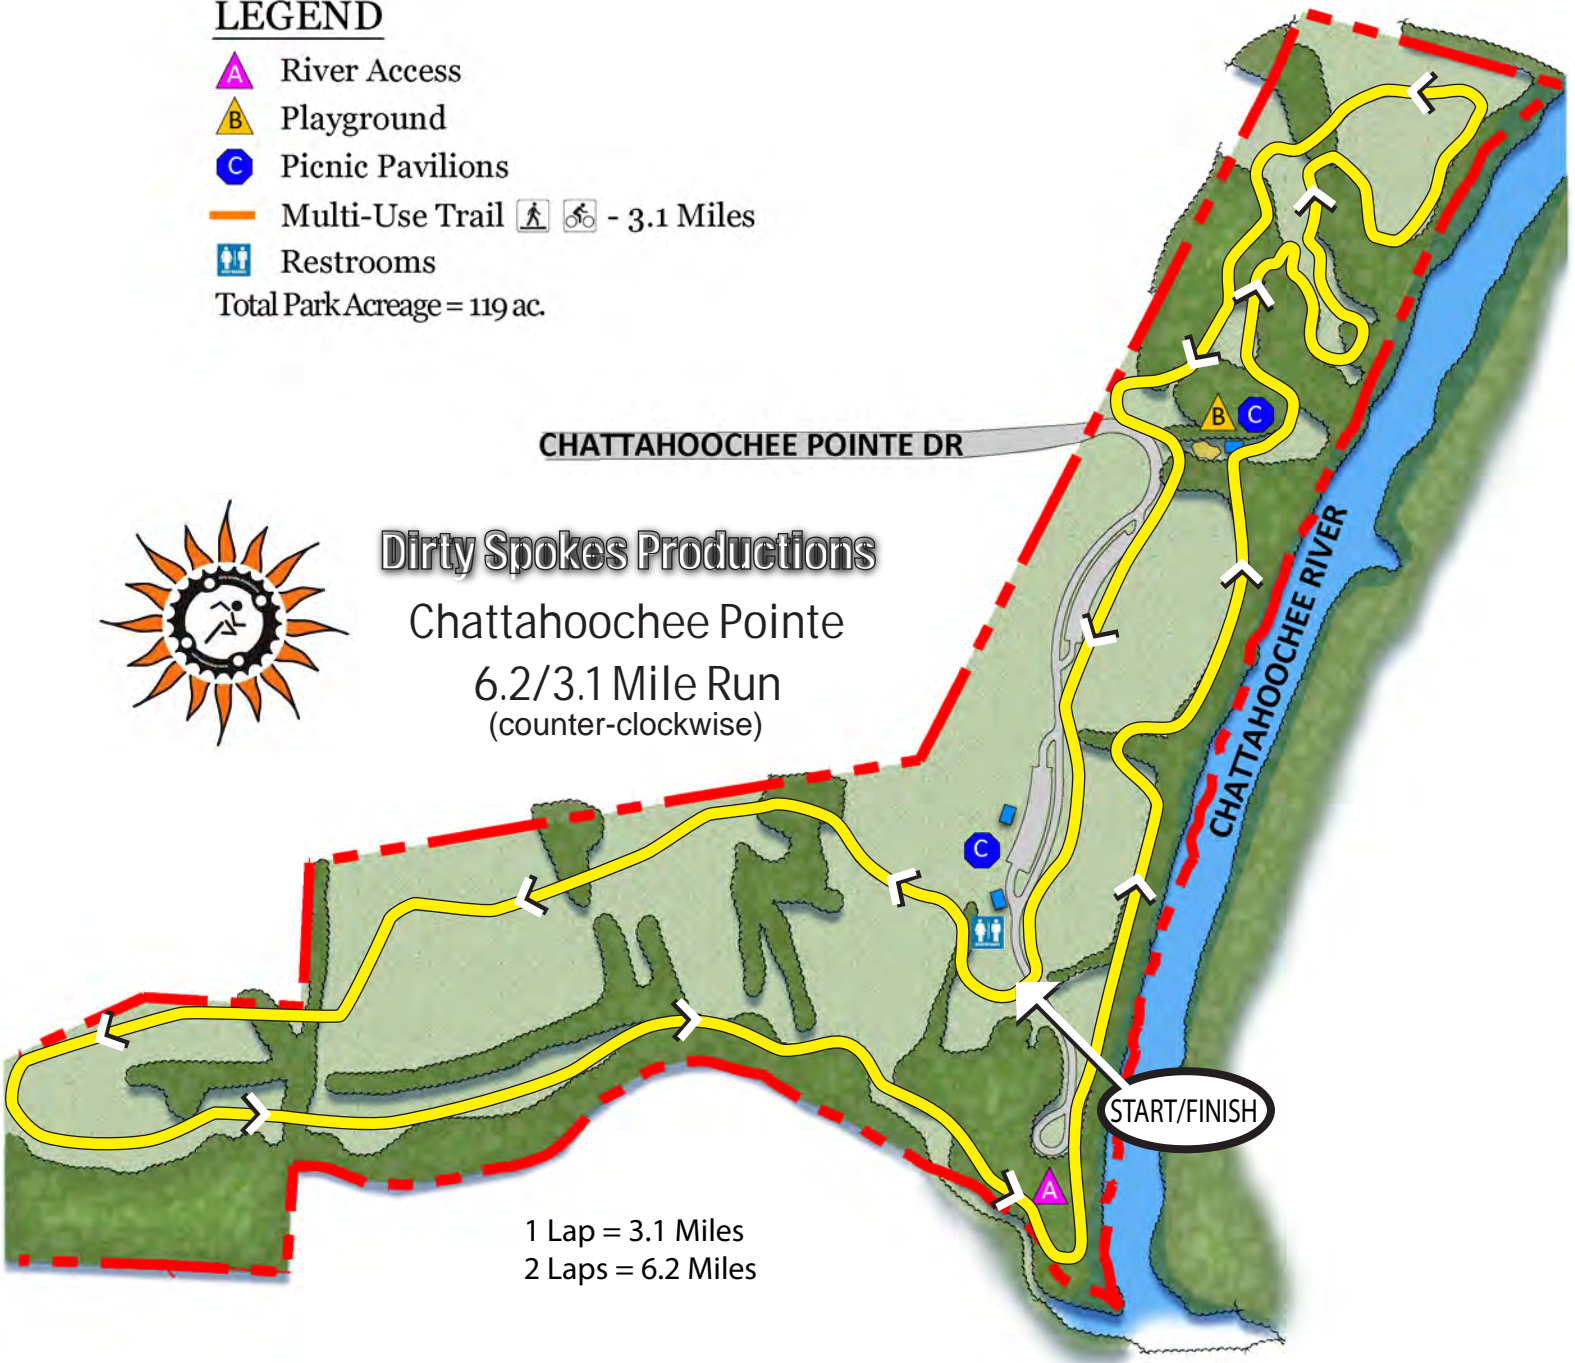 LEGEND
A River Access
B Playground
C Picnic Pavilions
Multi-Use Trail - 3.1 Miles
Restrooms
Total Park Acreage = 119 ac.
B C
CHATTAHOOCHEE POINTE DR
Dirty Spokes Productions
Chattahoochee Pointe
6.2/3.1 Mile Run
(counter-clockwise)
CHATTAHOOCHEE RIVER
C
START/FINISH
A
1 Lap = 3.1 Miles
2 Laps = 6.2 Miles